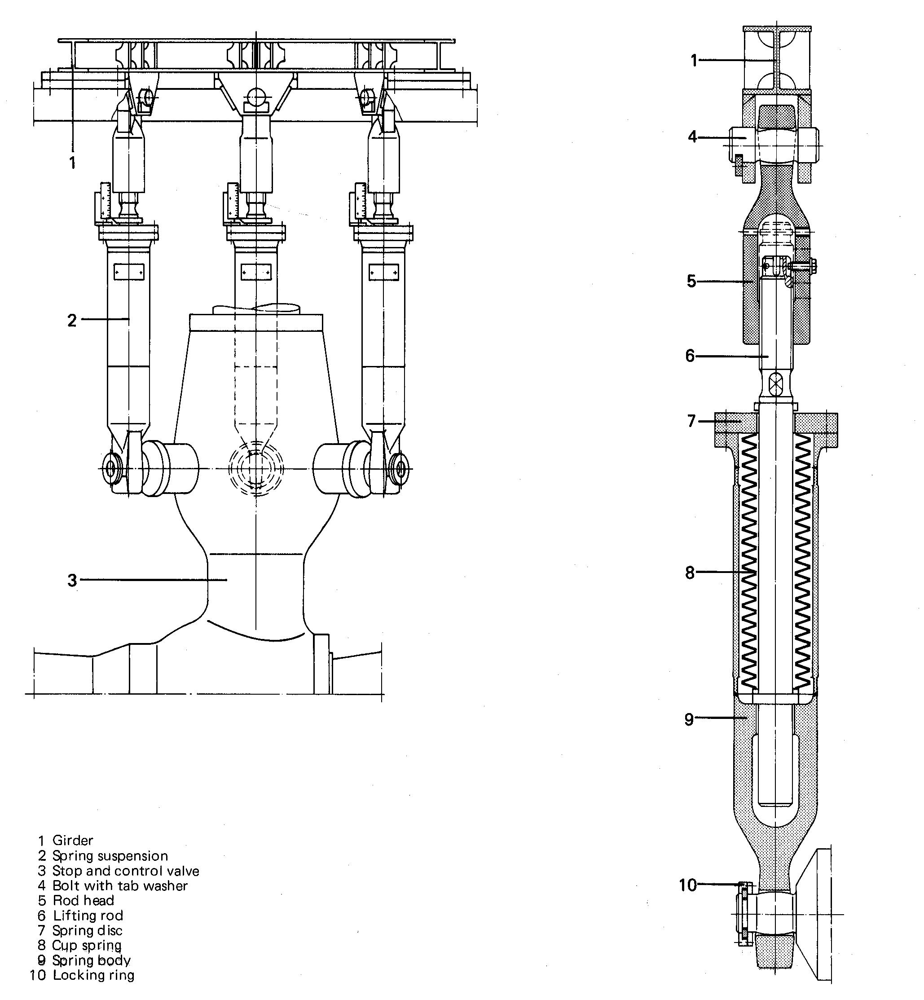 1
4
1
5
2
6
7
8
3
9
10
1 Girder
2 Spring suspension
3 Stop and control valve
4 Bolt with tab washer
5 Rod head
6 Lifting rod
7 Spring disc
8 Cup spring
9 Spring body
10 Locking ring